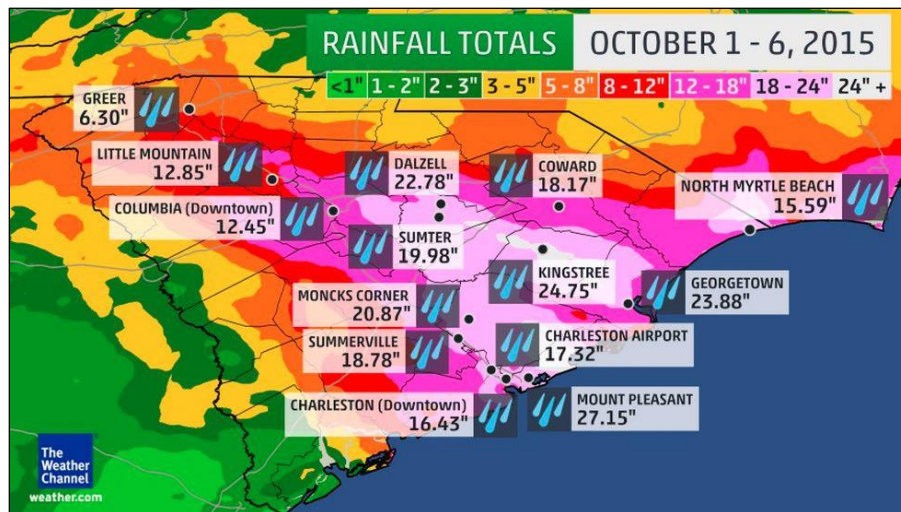 RAINFALL TOTALS OCTOBER 1 - 6, 2015
<1" 1 - 2" 2 - 3" 3 - 5" 5 - 8" 8 - 12" 12 - 18" 18 - 24" 24" +
GREER
6.30"
LITTLE MOUNTAIN
12.85"
COLUMBIA (Downtown)
12.45"
DALZELL
22.78"
SUMTER
19.98"
COWARD
18.17"
NORTH MYRTLE BEACH
15.59"
KINGSTREE
24.75"
GEORGETOWN
23.88"
MONCKS CORNER
20.87"
SUMMERVILLE
18.78"
CHARLESTON AIRPORT
17.32"
CHARLESTON (Downtown)
16.43"
MOUNT PLEASANT
27.15"
The
Weather
Channel
weather.com